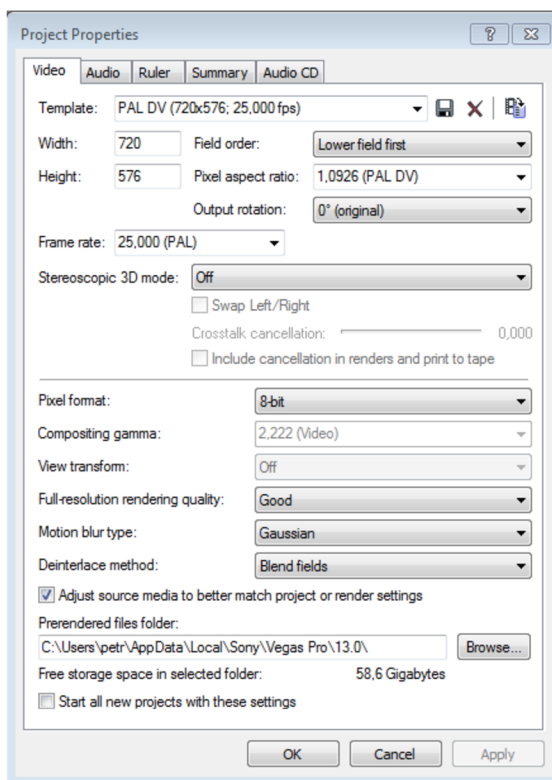 Project Properties
Video Audio Ruler Summary Audio CD
Template: PAL DV (720x576; 25,000 fps)
Width: 720 Field order: Lower field first
Height: 576 Pixel aspect ratio: 1,0926 (PAL DV)
Output rotation: 0° (original)
Frame rate: 25,000 (PAL)
Stereoscopic 3D mode: Off
Swap Left/Right
Crosstalk cancellation: 0,000
Include cancellation in renders and print to tape
Pixel format: 8-bit
Compositing gamma: 2,222 (Video)
View transform: Off
Full-resolution rendering quality: Good
Motion blur type: Gaussian
Deinterlace method: Blend fields
Adjust source media to better match project or render settings
Prerendered files folder:
C:\Users\petr\AppData\Local\Sony\Vegas Pro\13.0\ Browse...
Free storage space in selected folder: 58,6 Gigabytes
Start all new projects with these settings
OK Cancel Apply